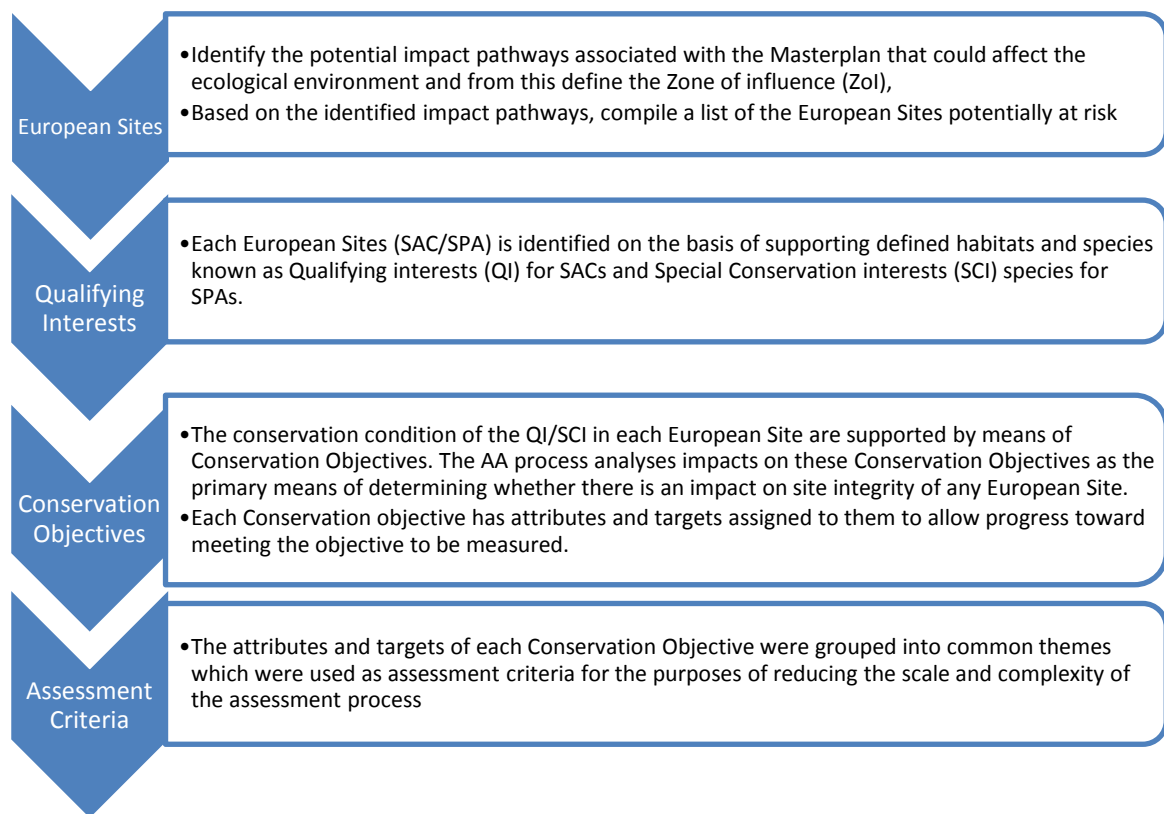 European Sites
•Identify the potential impact pathways associated with the Masterplan that could affect the
ecological environment and from this define the Zone of influence (ZoI),
•Based on the identified impact pathways, compile a list of the European Sites potentially at risk
Qualifying
Interests
•Each European Sites (SAC/SPA) is identified on the basis of supporting defined habitats and species
known as Qualifying interests (QI) for SACs and Special Conservation interests (SCI) species for
SPAs.
Conservation
Objectives
•The conservation condition of the QI/SCI in each European Site are supported by means of
Conservation Objectives. The AA process analyses impacts on these Conservation Objectives as the
primary means of determining whether there is an impact on site integrity of any European Site.
•Each Conservation objective has attributes and targets assigned to them to allow progress toward
meeting the objective to be measured.
Assessment
Criteria
•The attributes and targets of each Conservation Objective were grouped into common themes
which were used as assessment criteria for the purposes of reducing the scale and complexity of
the assessment process